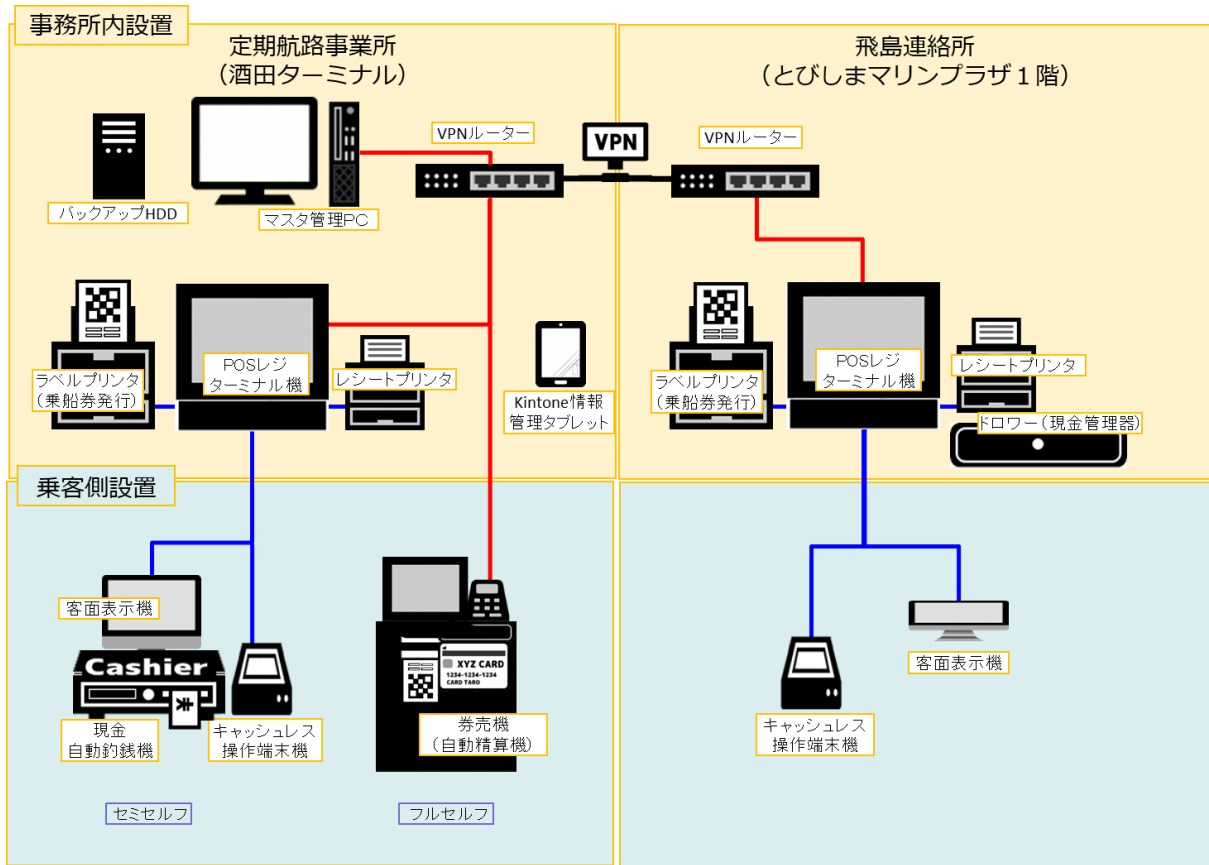 事務所内設置
定期航路事業所
（酒田ターミナル）
飛島連絡所
（とびしまマリンプラザ１階）
VPNルーター
VPN
VPNルーター
バックアップHDD
マスタ管理PC
POSレジ
ターミナル機
ラベルプリンタ
（乗船券発行）
レシートプリンタ
Kintone情報
管理タブレット
POSレジ
ターミナル機
ラベルプリンタ
（乗船券発行）
レシートプリンタ
ドロワー（現金管理器）
乗客側設置
客面表示機
Cashier
現金
自動釣銭機
キャッシュレス
操作端末機
XYZ CARD
1234-1234-1234
CARD TARO
券売機
（自動精算機）
客面表示機
キャッシュレス
操作端末機
セミセルフ
フルセルフ